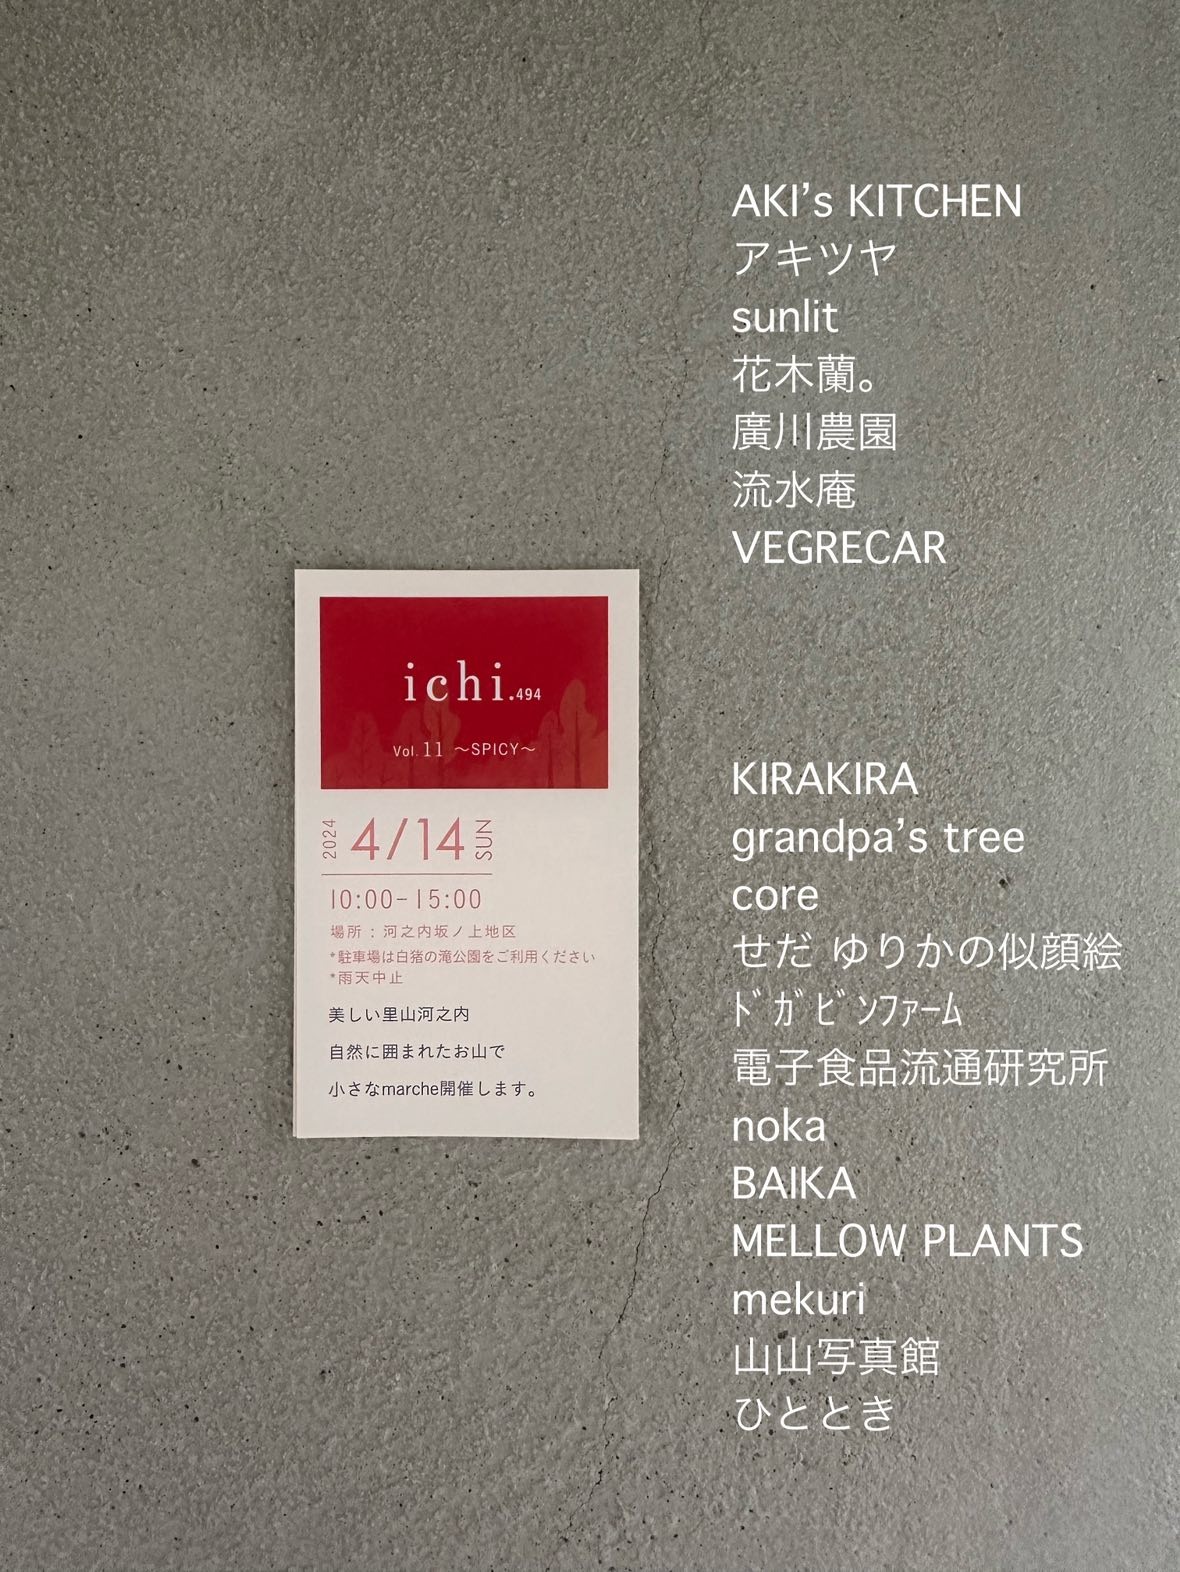 ichi.494
Vol.11 〜SPICY〜
2024 4/14 SUN
10:00-15:00
場所：河之内坂ノ上地区
*駐車場は白猪の滝公園をご利用ください
*雨天中止
美しい里山河之内
自然に囲まれたお山で
小さなmarche開催します。
AKI’s KITCHEN
アキツヤ
sunlit
花木蘭。
廣川農園
流水庵
VEGRECAR
KIRAKIRA
grandpa’s tree
core
せだ ゆりかの似顔絵
ﾄﾞｶﾞﾋﾞｿﾌｧｰﾑ
電子食品流通研究所
noka
BAIKA
MELLOW PLANTS
mekuri
山山写真館
ひととき